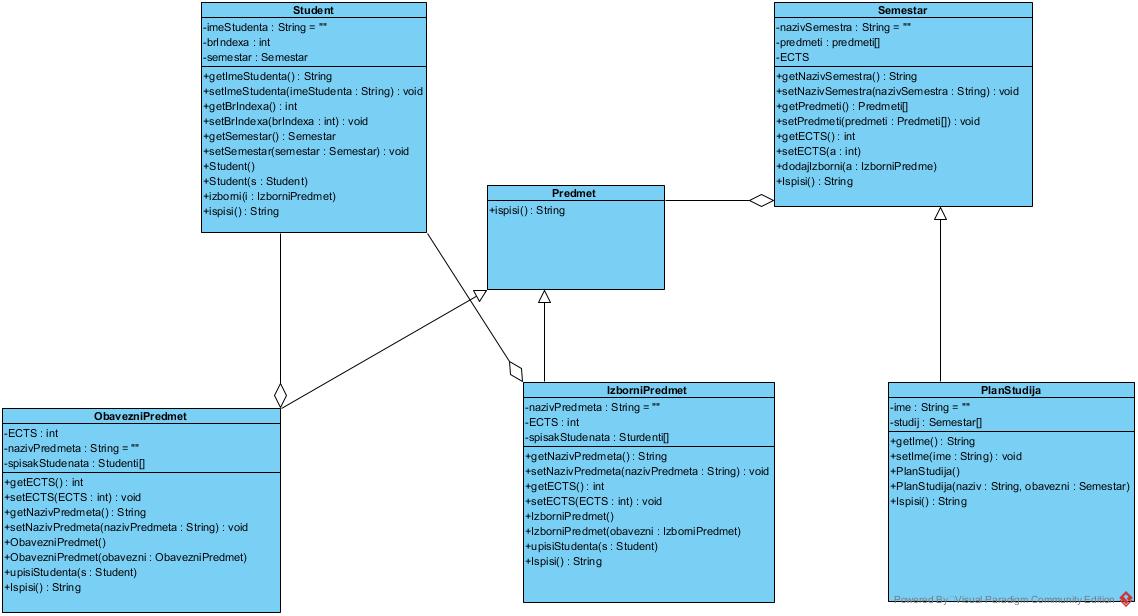 Student
-imeStudenta : String = ""
-brIndexa : int
-semestar : Semestar
+getImeStudenta() : String
+setImeStudenta(imeStudenta : String) : void
+getBrIndexa() : int
+setBrIndexa(brIndexa : int) : void
+getSemestar() : Semestar
+setSemestar(semestar : Semestar) : void
+Student()
+Student(s : Student)
+izborni(i : IzborniPredmet)
+ispisi() : String
Semestar
-nazivSemestra : String = ""
-predmeti : predmeti[]
-ECTS
+getNazivSemestra() : String
+setNazivSemestra(nazivSemestra : String) : void
+getPredmeti() : Predmeti[]
+setPredmeti(predmeti : Predmeti[]) : void
+getECTS() : int
+setECTS(a : int)
+dodajIzborni(a : IzborniPredme)
+Ispisi() : String
Predmet
+ispisi() : String
ObavezniPredmet
-ECTS : int
-nazivPredmeta : String = ""
-spisakStudenata : Studenti[]
+getECTS() : int
+setECTS(ECTS : int) : void
+getNazivPredmeta() : String
+setNazivPredmeta(nazivPredmeta : String) : void
+ObavezniPredmet()
+ObavezniPredmet(obavezni : ObavezniPredmet)
+upisiStudenta(s : Student)
+Ispisi() : String
IzborniPredmet
-nazivPredmeta : String = ""
-ECTS : int
-spisakStudenata : Sturdenti[]
+getNazivPredmeta() : String
+setNazivPredmeta(nazivPredmeta : String) : void
+getECTS() : int
+setECTS(ECTS : int) : void
+IzborniPredmet()
+IzborniPredmet(obavezni : IzborniPredmet)
+upisiStudenta(s : Student)
+Ispisi() : String
PlanStudija
-ime : String = ""
-studij : Semestar[]
+getIme() : String
+setIme(ime : String) : void
+PlanStudija()
+PlanStudija(naziv : String, obavezni : Semestar)
+Ispisi() : String
Powered By Visual Paradigm Community Edition